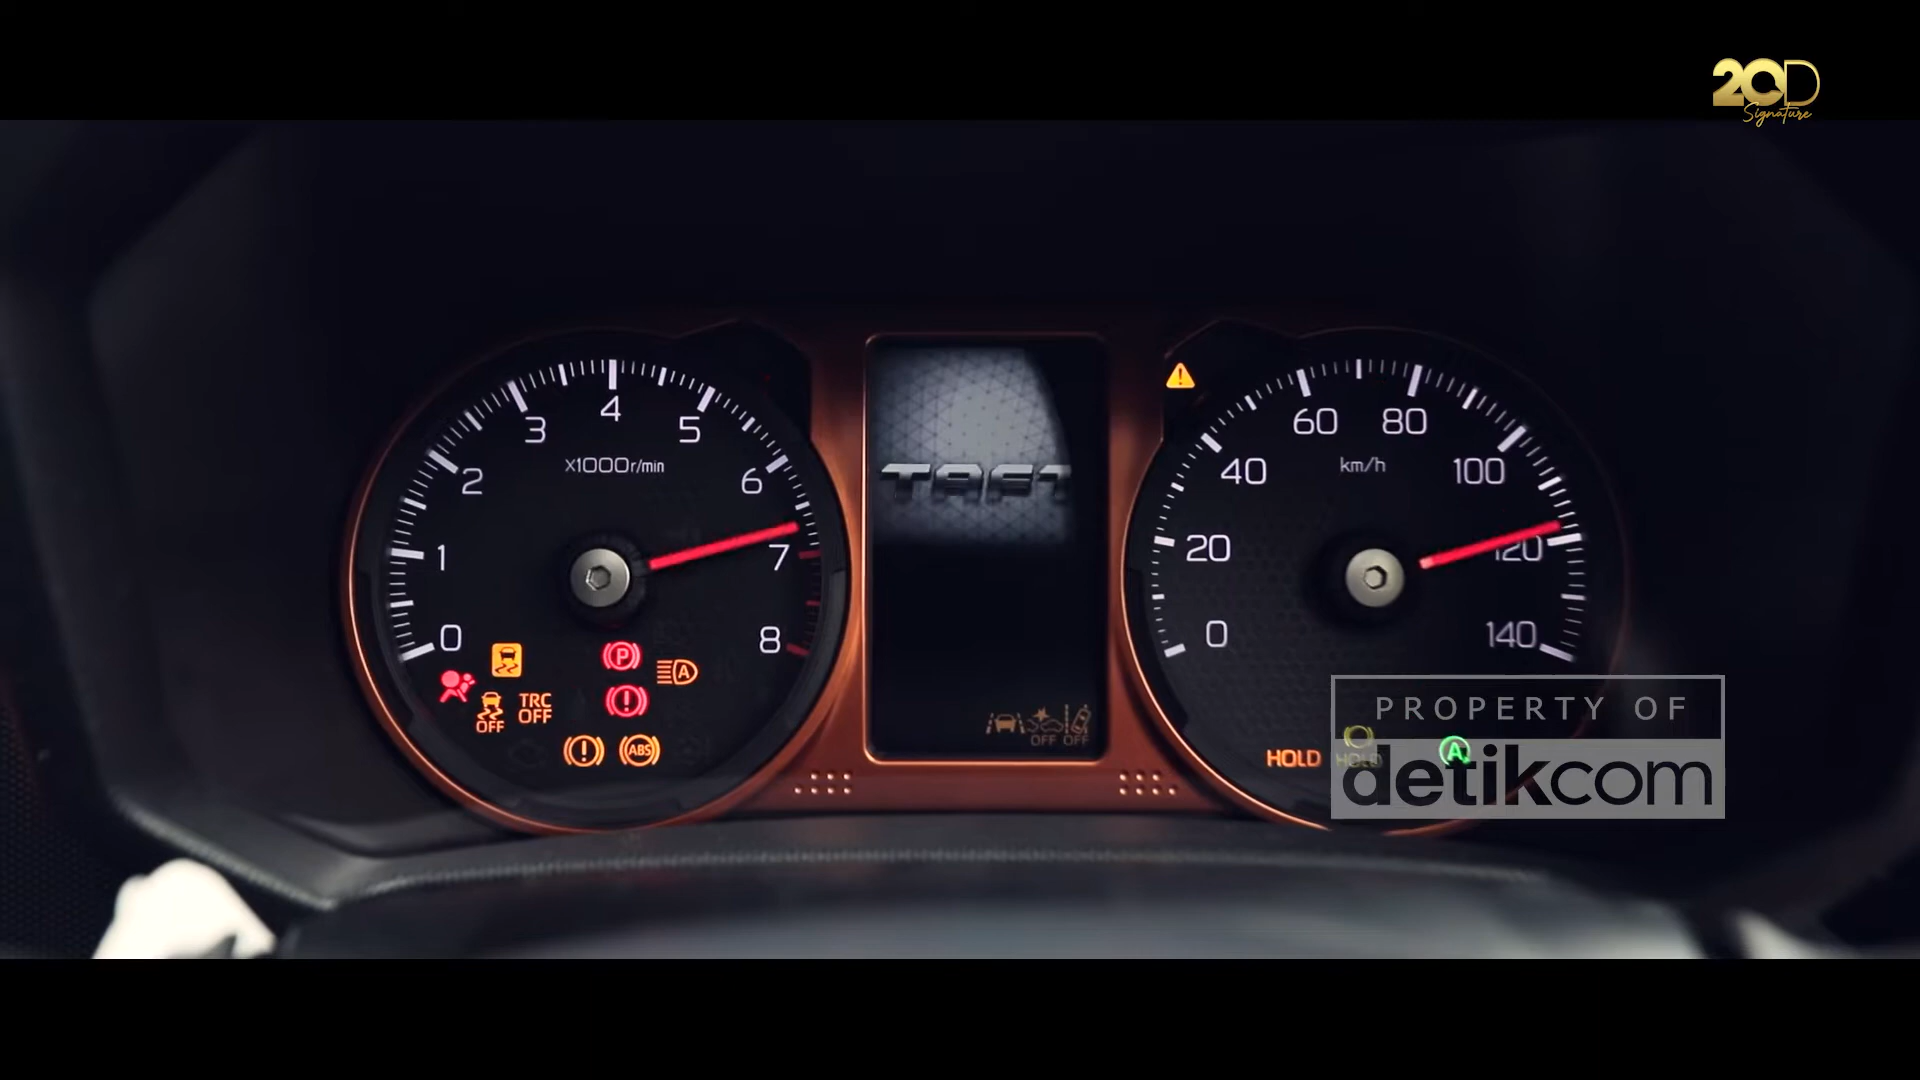 20D
Signature
0
1
2
3
4
5
6
7
8
x1000r/min
TAFT
0
20
40
60
80
100
120
140
km/h
P
A
OFF
TRC
OFF
ABS
OFF OFF
HOLD
HOLD
A
PROPERTY OF
detikcom